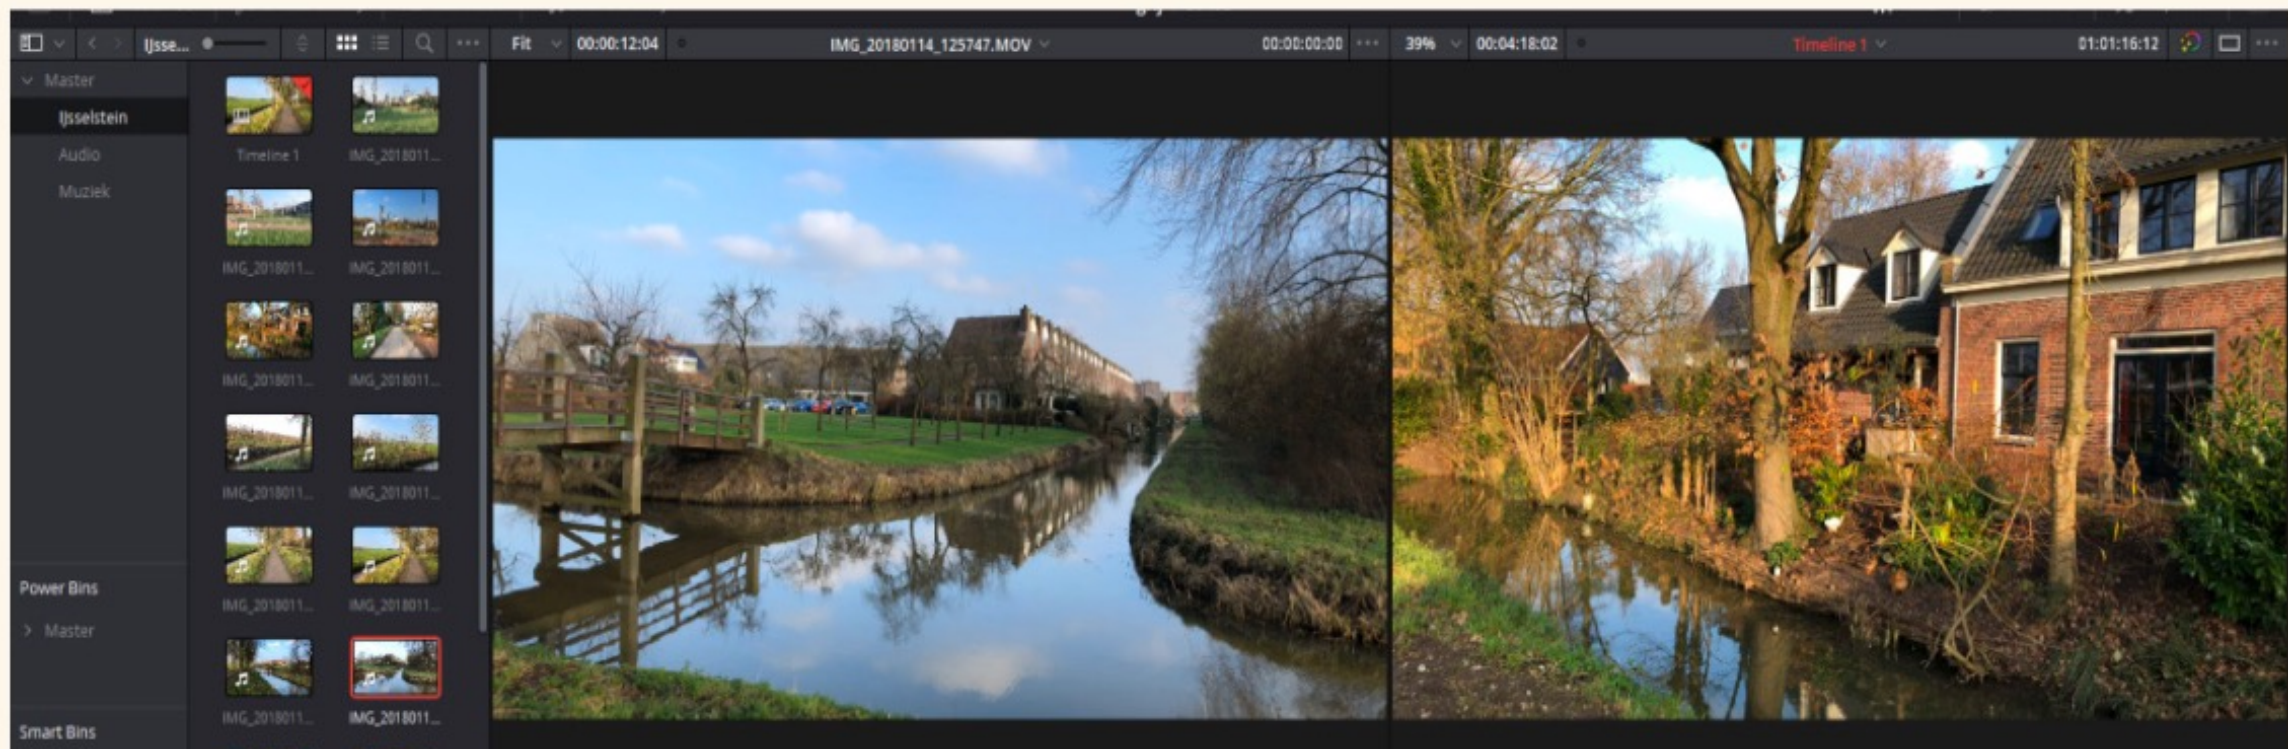 IJsse... Fit 00:00:12:04 IMG_20180114_125747.MOV 00:00:00:00 39% 00:04:18:02 Timeline 1 01:01:16:12
Master
IJsselstein
Audio
Muziek
Power Bins
Master
Smart Bins
Timeline 1 IMG_2018011...
IMG_2018011... IMG_2018011...
IMG_2018011... IMG_2018011...
IMG_2018011... IMG_2018011...
IMG_2018011... IMG_2018011...
IMG_2018011... IMG_2018011...